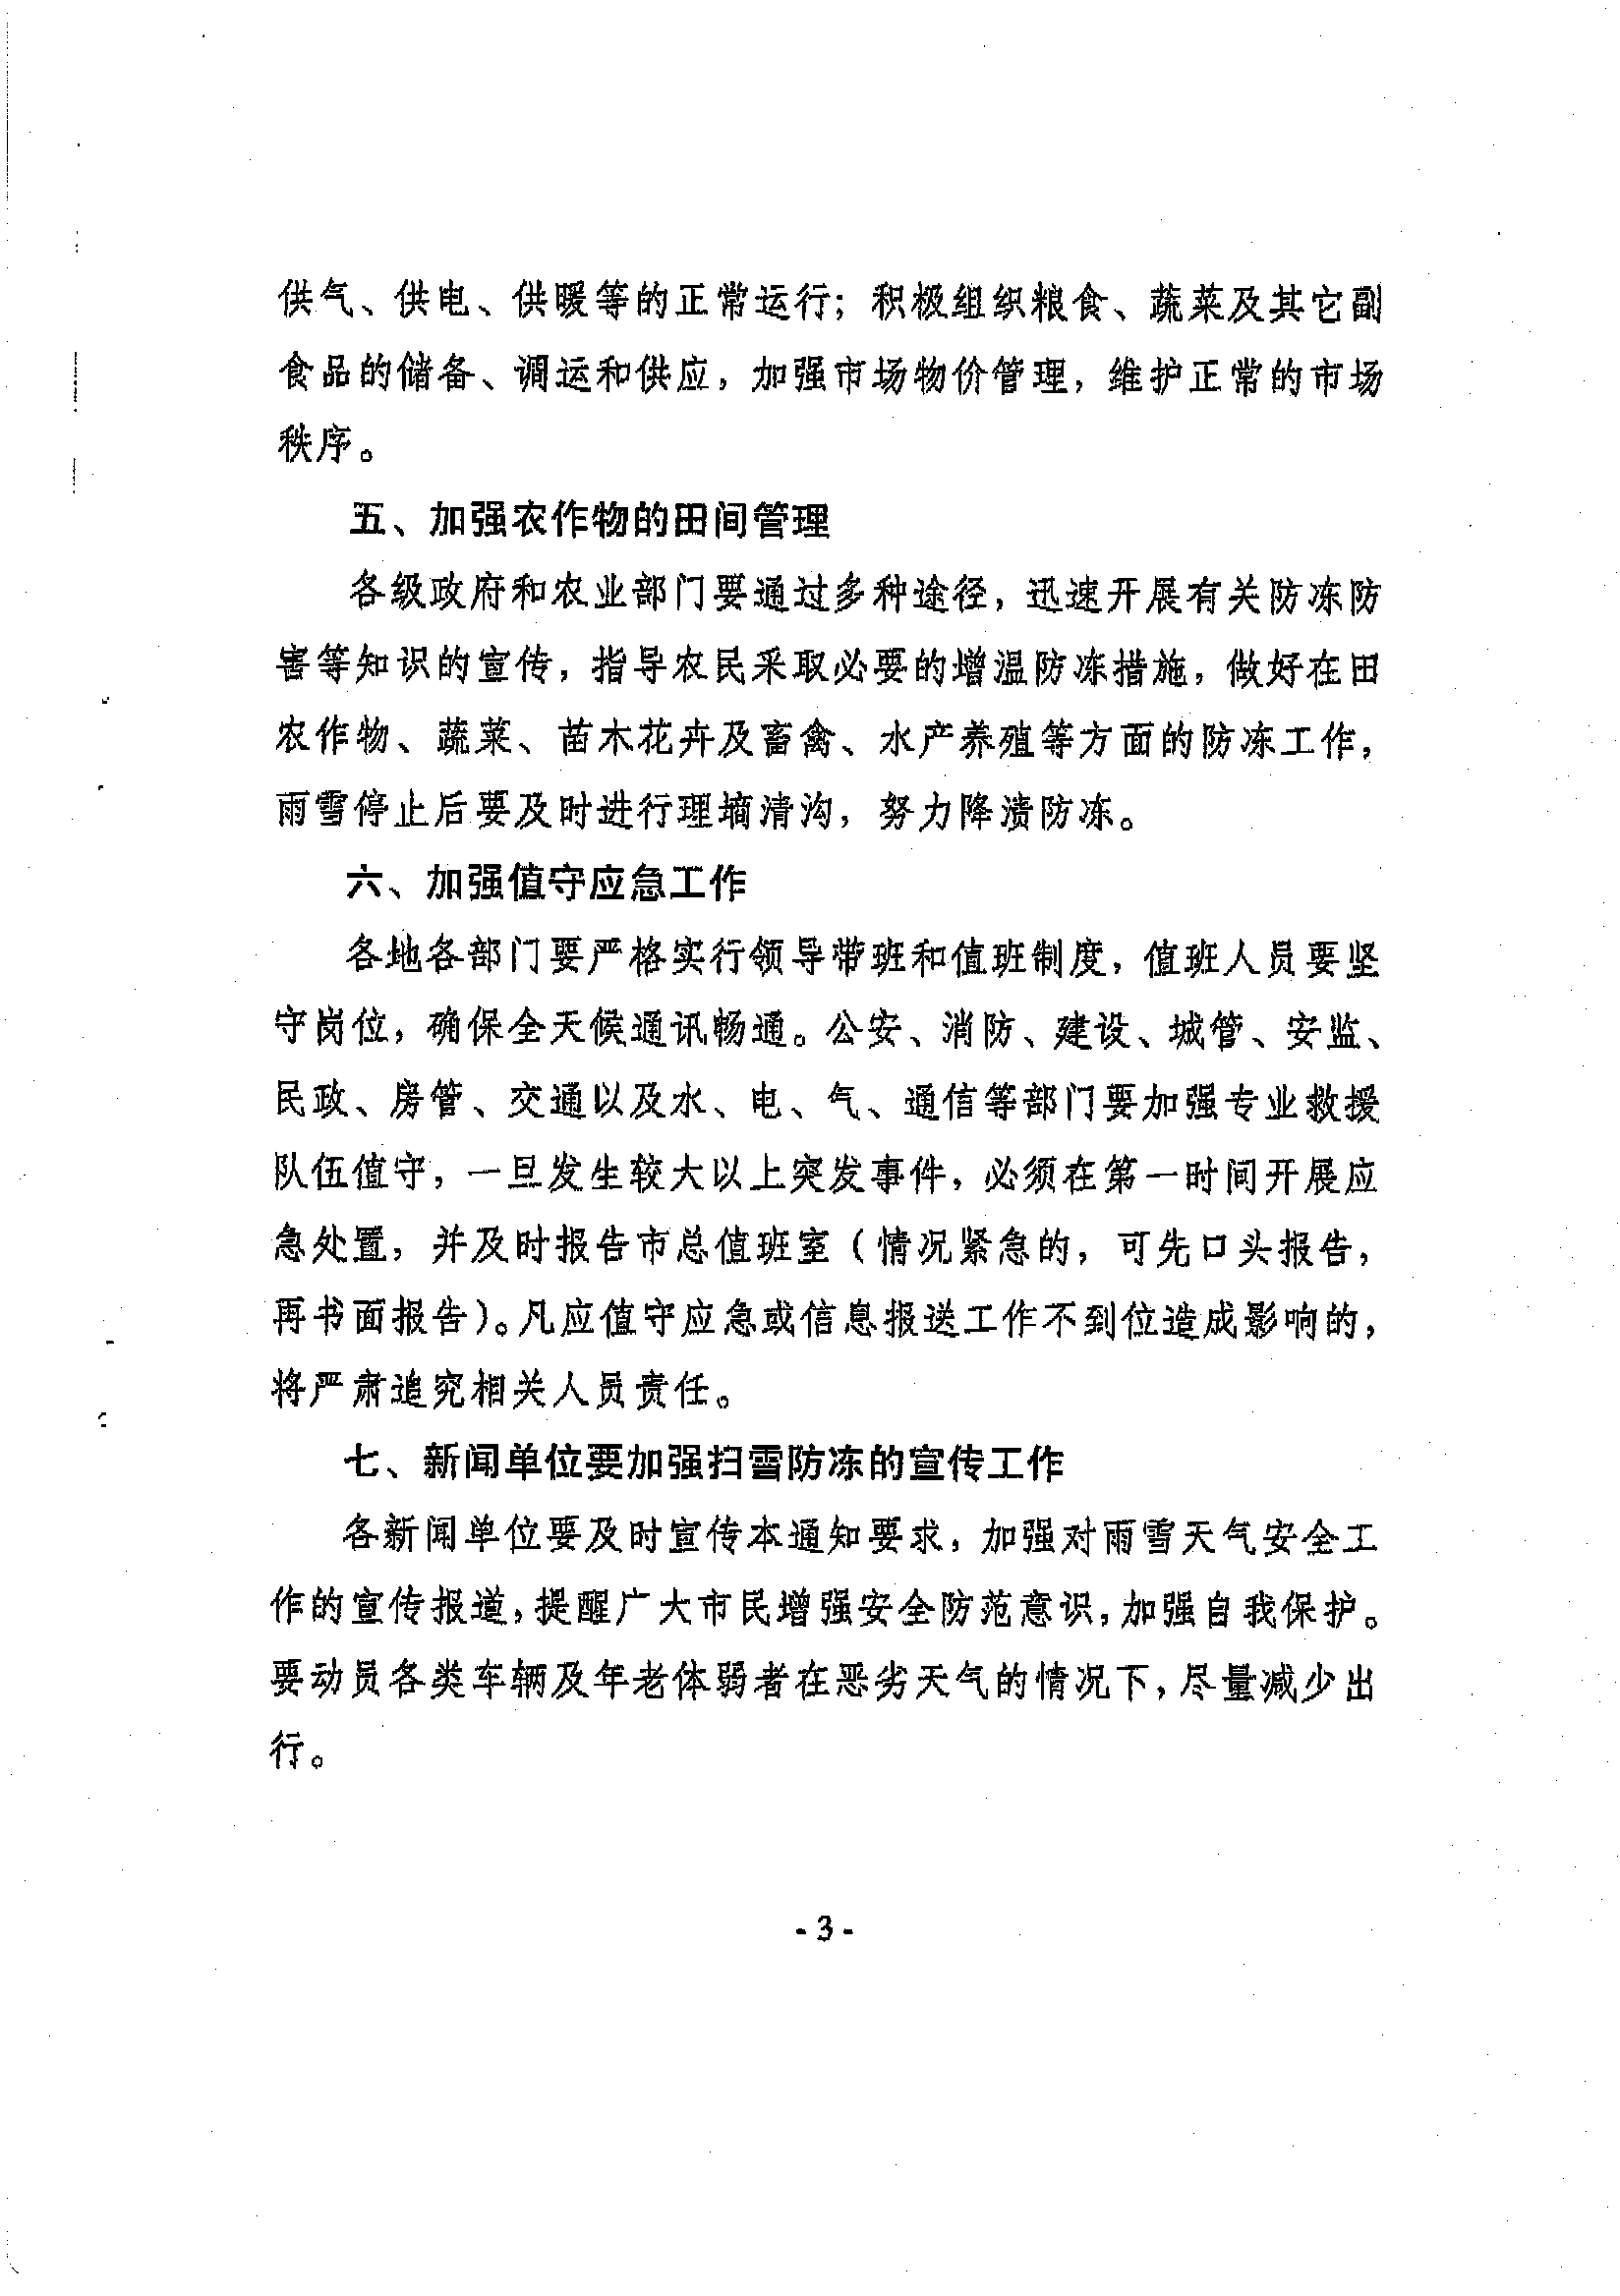 供气、供电、供暖等的正常运行；积极组织粮食、蔬菜及其它副
食品的储备、调运和供应，加强市场物价管理，维护正常的市场
秩序。
五、加强农作物的田间管理
各级政府和农业部门要通过多种途径，迅速开展有关防冻防
害等知识的宣传，指导农民采取必要的增温防冻措施，做好在田
农作物、蔬菜、苗木花卉及畜禽、水产养殖等方面的防冻工作，
雨雪停止后要及时进行理墒清沟，努力降渍防冻。
六、加强值守应急工作
各地各部门要严格实行领导带班和值班制度，值班人员要坚
守岗位，确保全天候通讯畅通。公安、消防、建设、城管、安监、
民政、房管、交通以及水、电、气、通信等部门要加强专业救援
队伍值守，一旦发生较大以上突发事件，必须在第一时间开展应
急处置，并及时报告市总值班室（情况紧急的，可先口头报告，
再书面报告）。凡应值守应急或信息报送工作不到位造成影响的，
将严肃追究相关人员责任。
七、新闻单位要加强扫雪防冻的宣传工作
各新闻单位要及时宣传本通知要求，加强对雨雪天气安全工
作的宣传报道，提醒广大市民增强安全防范意识，加强自我保护。
要动员各类车辆及年老体弱者在恶劣天气的情况下，尽量减少出
行。
- 3 -